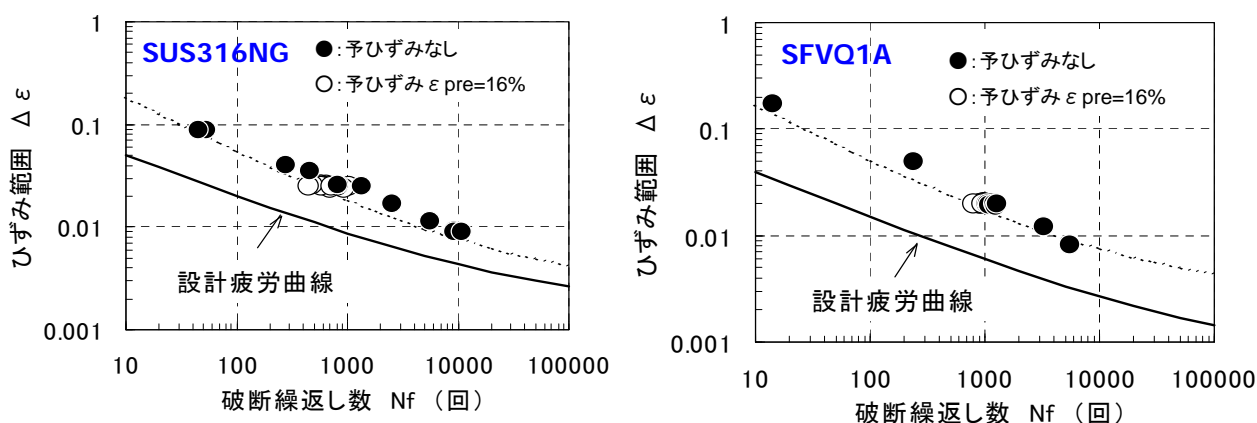 SUS316NG
●:予ひずみなし
○:予ひずみ ε pre=16%
1
0.1
0.01
0.001
ひずみ範囲 Δ ε
設計疲労曲線
10 100 1000 10000 100000
破断繰返し数 Nf (回)
SFVQ1A
●:予ひずみなし
○:予ひずみ ε pre=16%
1
0.1
0.01
0.001
ひずみ範囲 Δ ε
設計疲労曲線
10 100 1000 10000 100000
破断繰返し数 Nf (回)